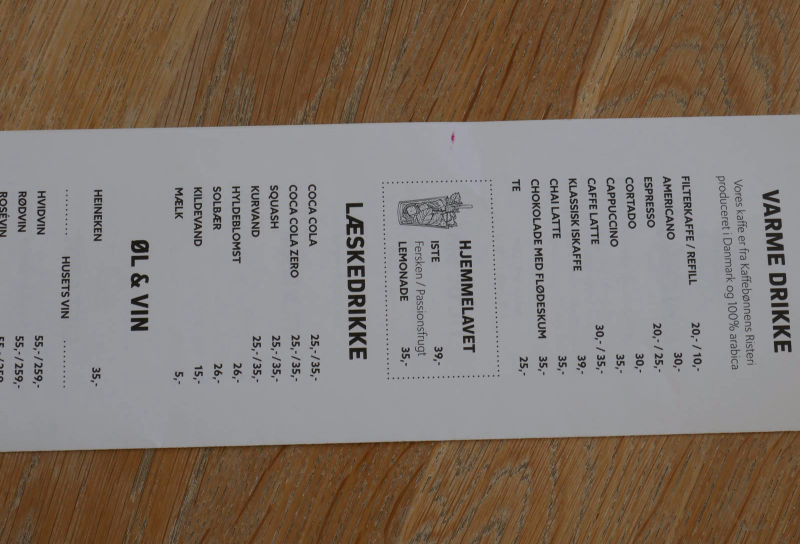 VARME DRIKKE
Vores kaffe er fra Kaffebønnens Risteri
produceret i Danmark og 100% arabica
FILTERKAFFE / REFILL 20,- / 10,-
AMERICANO 30,-
ESPRESSO 20,- / 25,-
CORTADO 30,-
CAPPUCCINO 35,-
CAFFE LATTE 30,- / 35,-
KLASSISK ISKAFFE 39,-
CHAI LATTE 35,-
CHOKOLADE MED FLØDESKUM 35,-
TE 25,-
HJEMMELAVET
ISTE 39,-
Fersken / Passionsfrugt
LEMONADE 35,-
LÆSKEDRIKKE
COCA COLA 25,- / 35,-
COCA COLA ZERO 25,- / 35,-
SQUASH 25,- / 35,-
KURVAND 25,- / 35,-
HYLDEBLOMST 26,-
SOLBÆR 26,-
KILDEVAND 15,-
MÆLK 5,-
ØL & VIN
HEINEKEN 35,-
HUSETS VIN
HVIDVIN 55,- / 259,-
RØDVIN 55,- / 259,-
ROSÉVIN